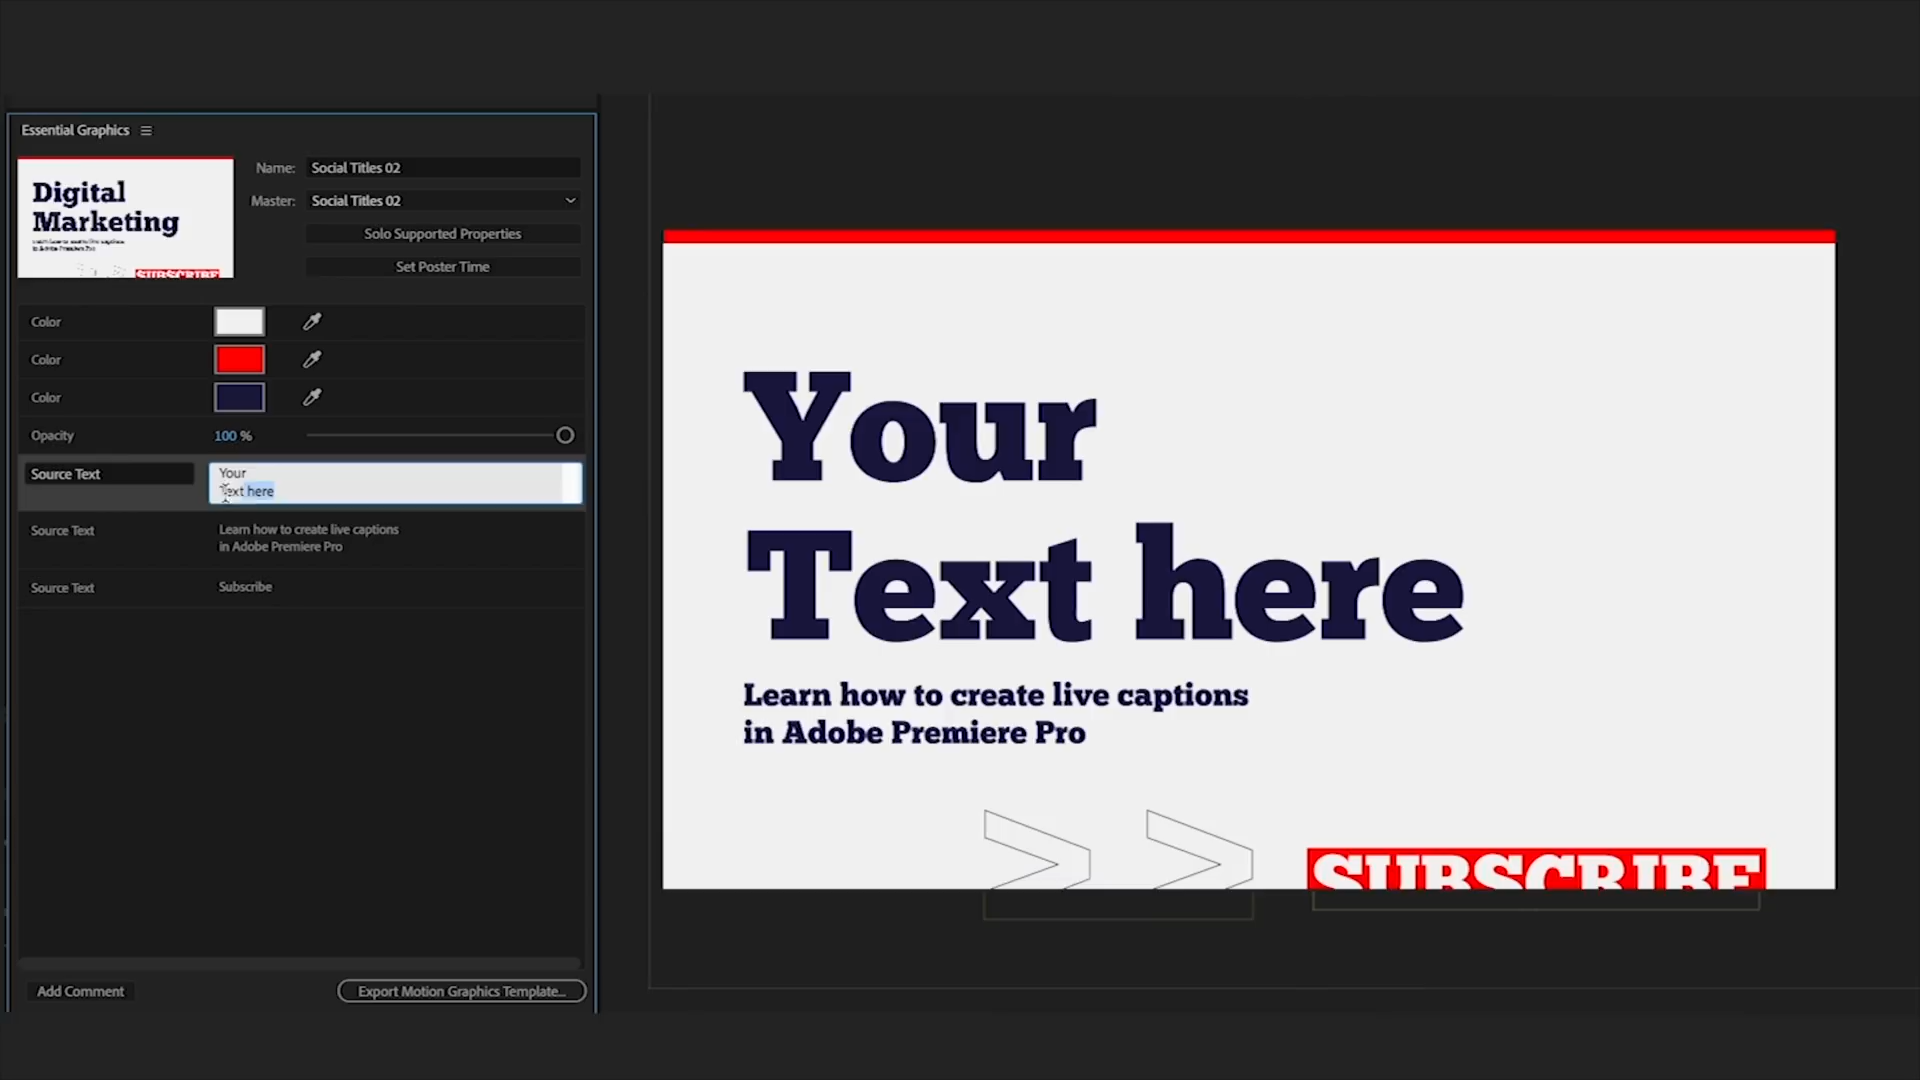 Essential Graphics
Digital
Marketing
SUBSCRIBE
Name: Social Titles 02
Master: Social Titles 02
Solo Supported Properties
Set Poster Time
Color
Color
Color
Opacity 100 %
Source Text Your
Text here
Source Text Learn how to create live captions
in Adobe Premiere Pro
Source Text Subscribe
Add Comment Export Motion Graphics Template...
Your
Text here
Learn how to create live captions
in Adobe Premiere Pro
> > SUBSCRIBE